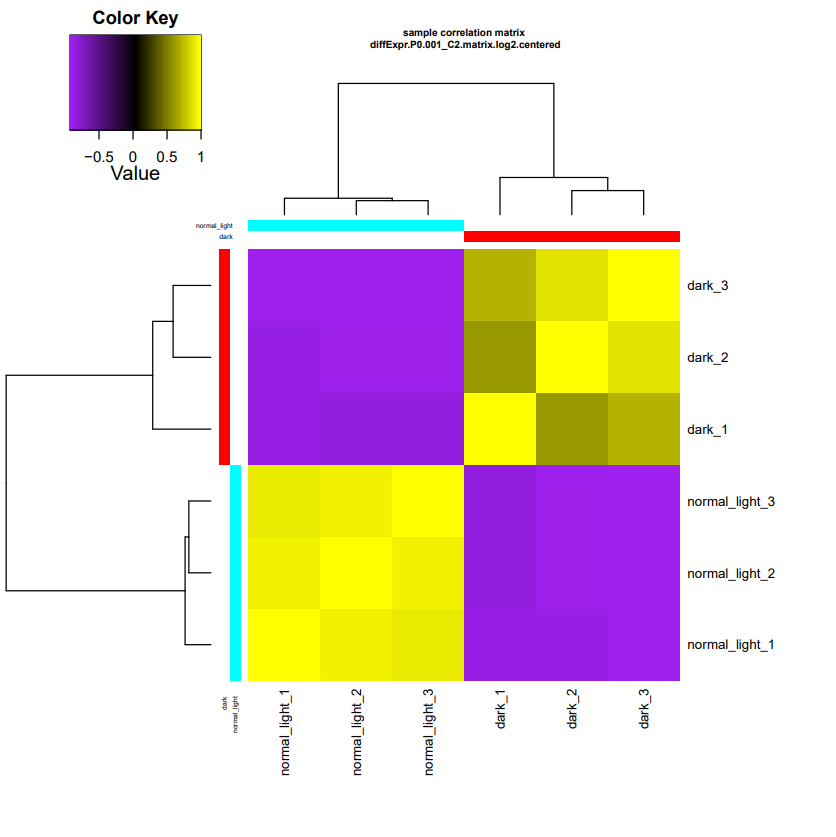 Color Key
−0.5 0 0.5 1
Value
sample correlation matrix
diffExpr.P0.001_C2.matrix.log2.centered
normal_light
dark
dark_3
dark_2
dark_1
normal_light_3
normal_light_2
normal_light_1
dark
normal_light
normal_light_1
normal_light_2
normal_light_3
dark_1
dark_2
dark_3